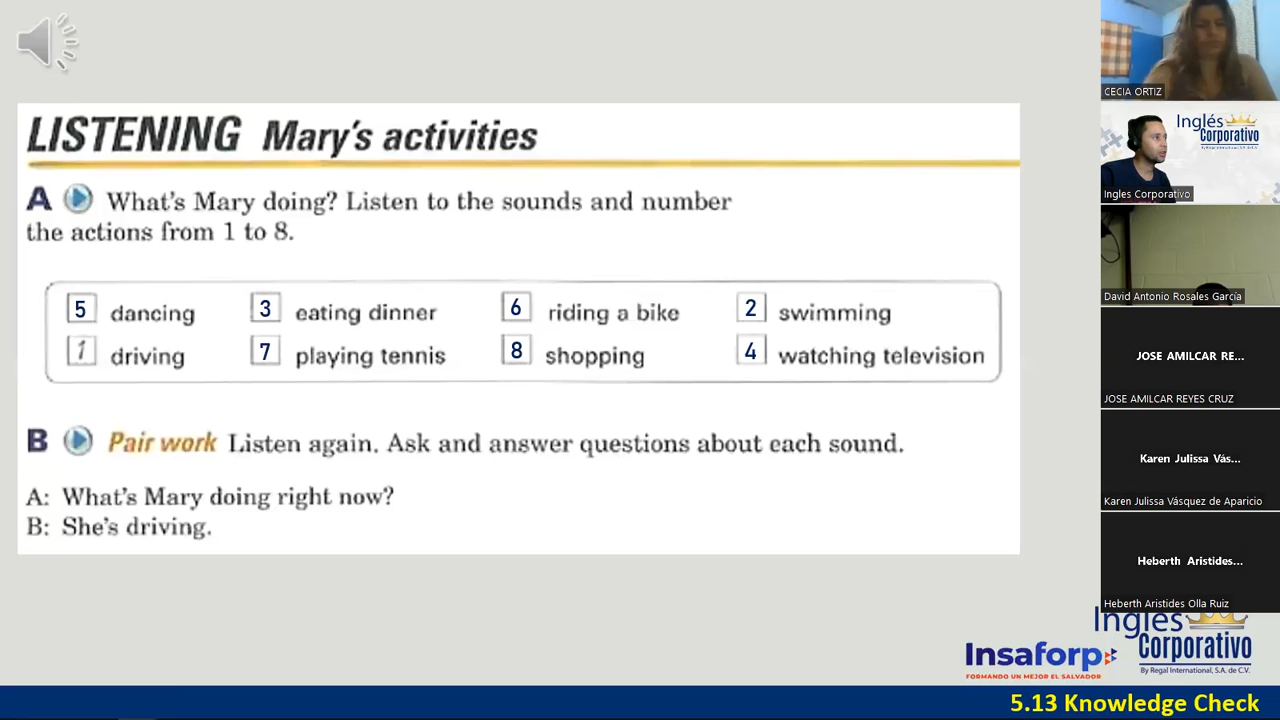 LISTENING Mary's activities
A What's Mary doing? Listen to the sounds and number
the actions from 1 to 8.
5 dancing 3 eating dinner 6 riding a bike 2 swimming
1 driving 7 playing tennis 8 shopping 4 watching television
B Pair work Listen again. Ask and answer questions about each sound.
A: What's Mary doing right now?
B: She's driving.
CECIA ORTIZ
Inglés
Corporativo
By Regal International, S.A. de C.V.
Ingles Corporativo
David Antonio Rosales García
JOSE AMILCAR RE...
JOSE AMILCAR REYES CRUZ
Karen Julissa Vás...
Karen Julissa Vásquez de Aparicio
Heberth Aristides...
Heberth Aristides Olla Ruiz
Inglés
Corporativo
By Regal International, S.A. de C.V.
Insaforp
FORMANDO UN MEJOR EL SALVADOR
5.13 Knowledge Check